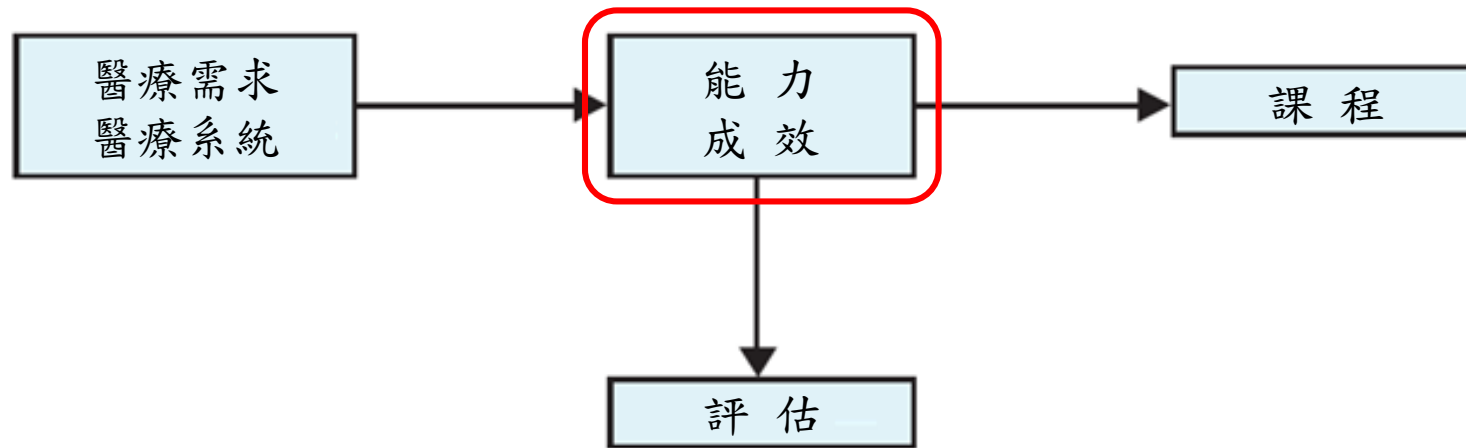 醫療需求
醫療系統
能 力
成 效
課 程
評 估